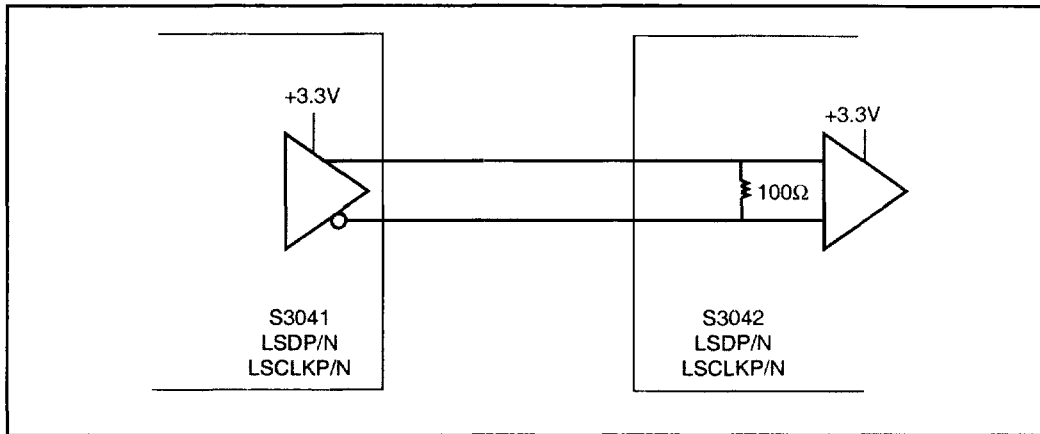 +3.3V
+3.3V
100Ω
S3041
LSDP/N
LSCLKP/N
S3042
LSDP/N
LSCLKP/N